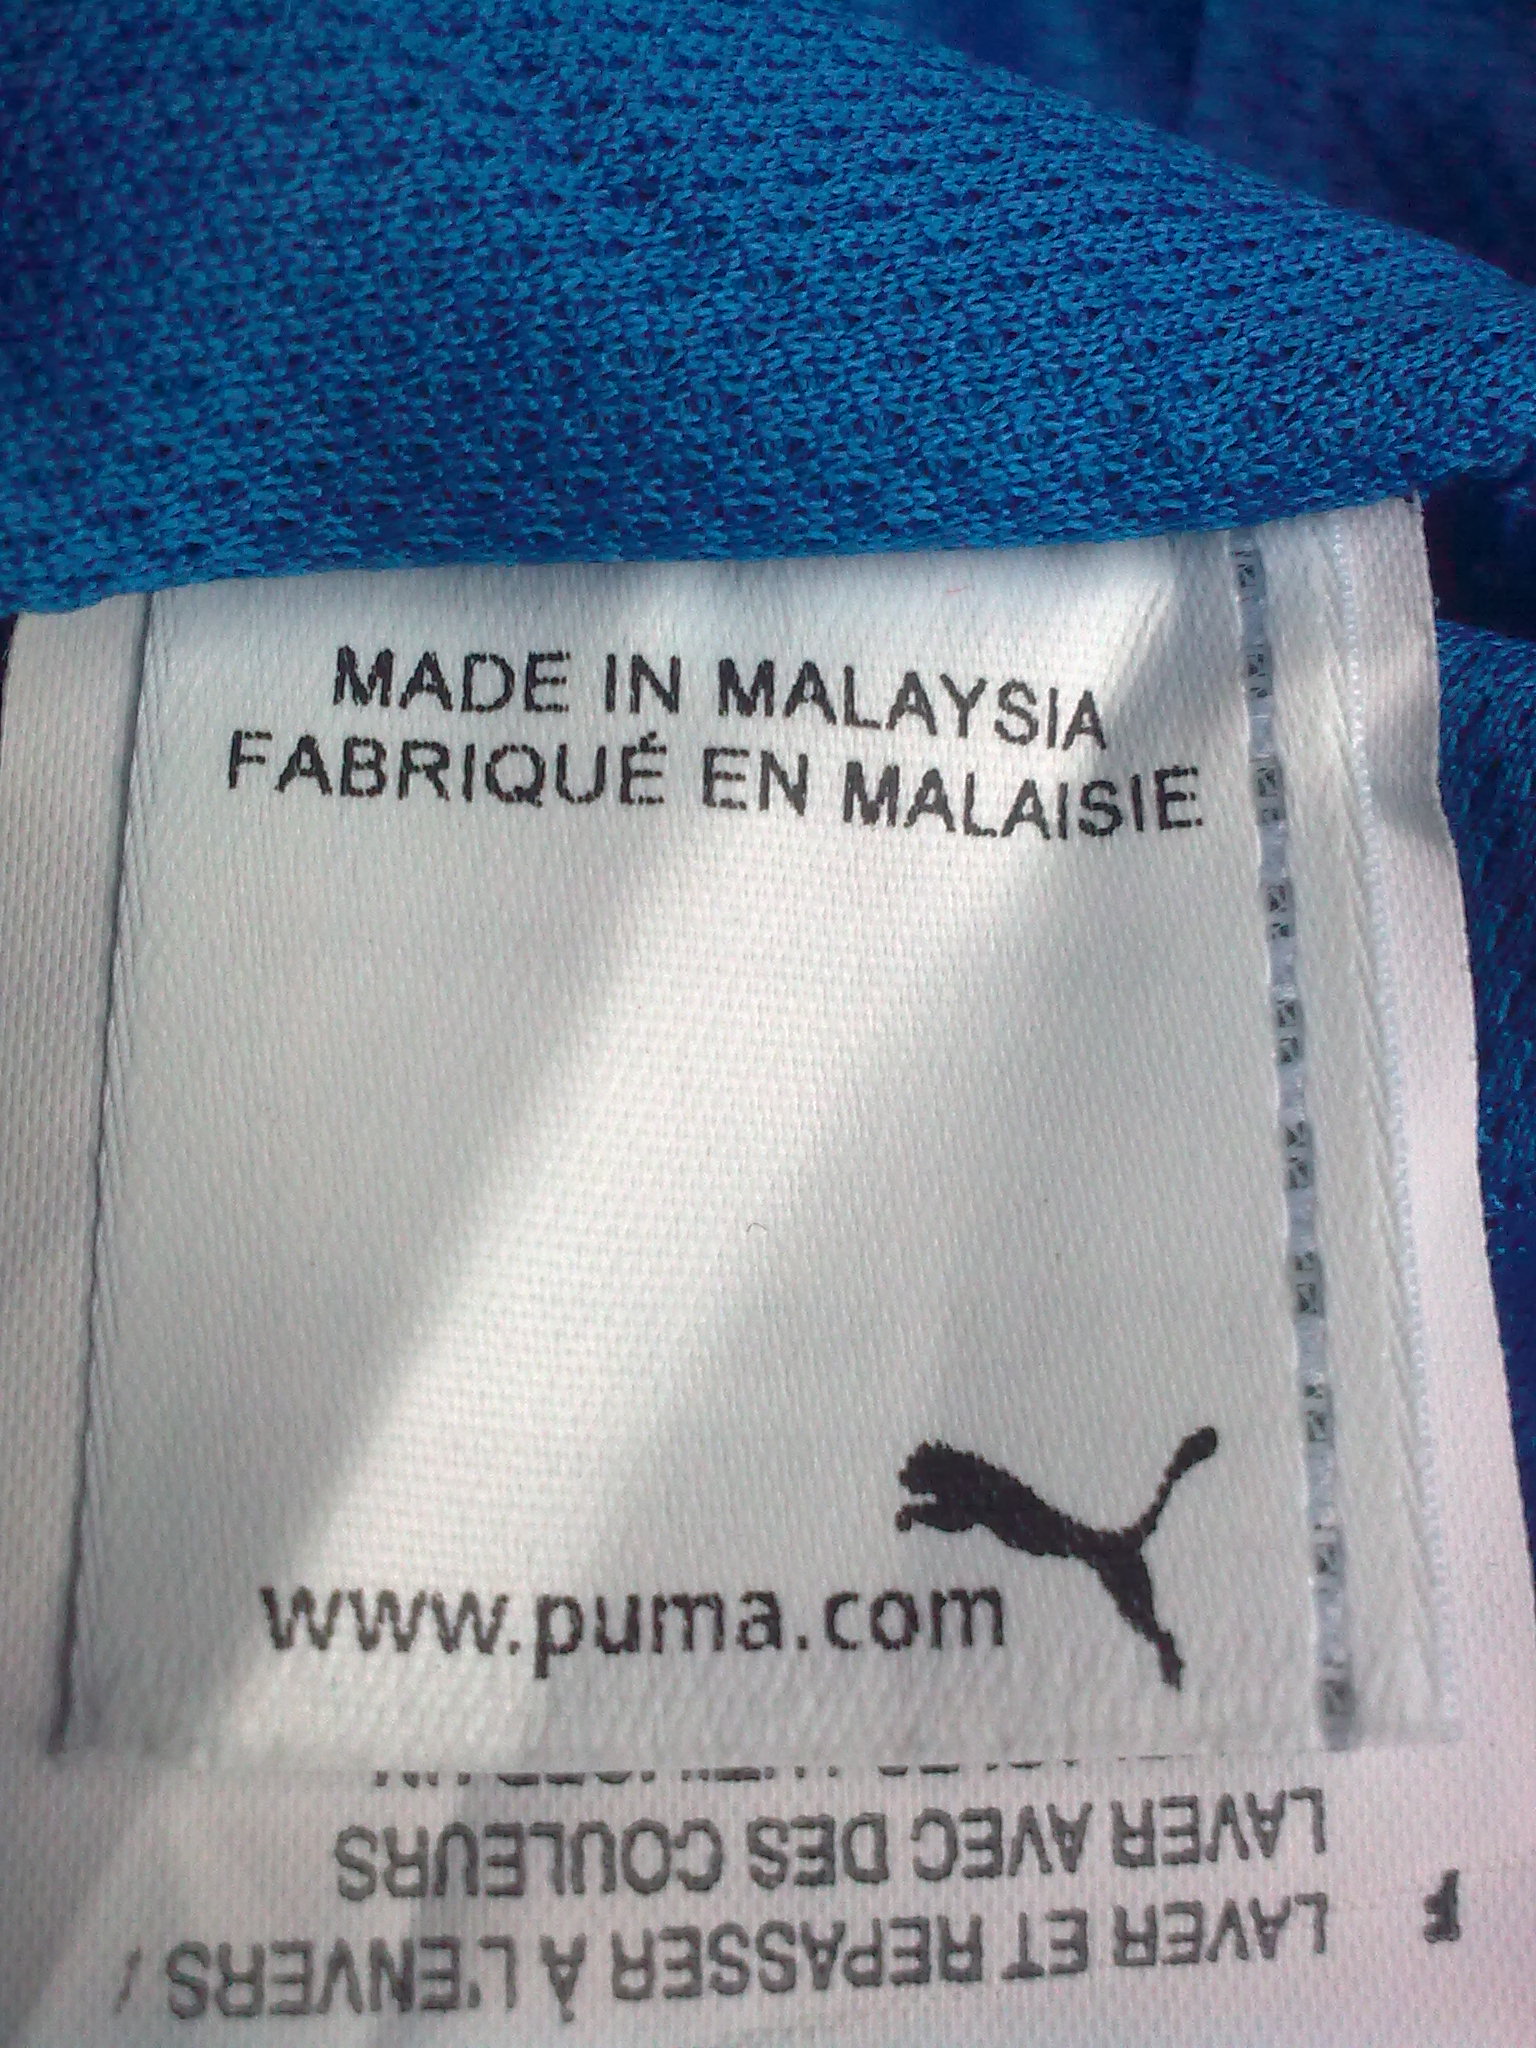 MADE IN MALAYSIA
FABRIQUÉ EN MALAISIE
www.puma.com
F
LAVER ET REPASSER À L'ENVERS /
LAVER AVEC DES COULEURS